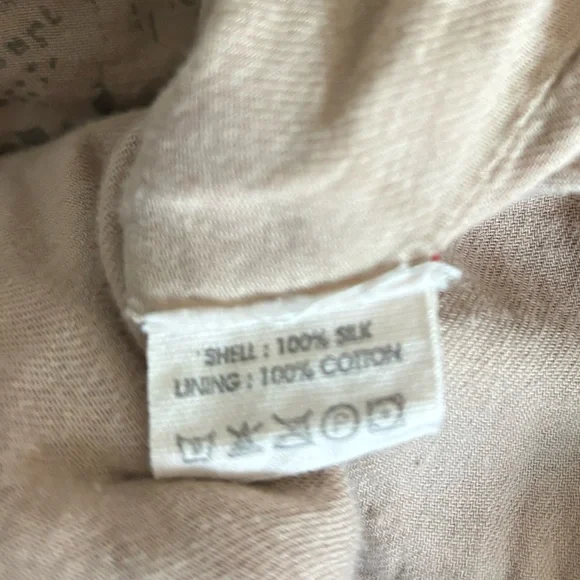 SHELL : 100% SILK
LINING : 100% COTTON